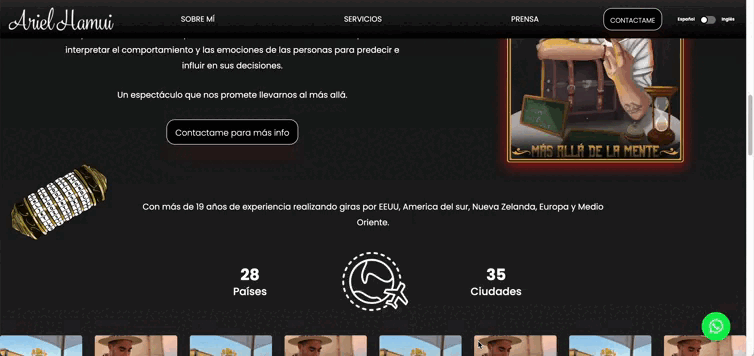 Ariel Hamui
SOBRE MÍ
SERVICIOS
PRENSA
CONTACTAME
Español
Inglés
interpretar el comportamiento y las emociones de las personas para predecir e
influir en sus decisiones.
Un espectáculo que nos promete llevarnos al más allá.
Contactame para más info
MÁS ALLÁ DE LA MENTE
Con más de 19 años de experiencia realizando giras por EEUU, America del sur, Nueva Zelanda, Europa y Medio
Oriente.
28
Países
35
Ciudades